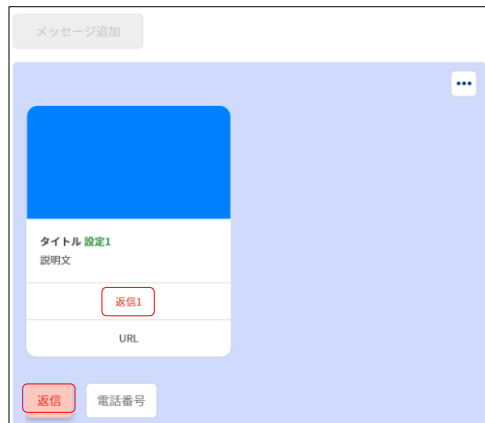 メッセージ追加
タイトル 設定1
説明文
返信1
URL
返信 電話番号